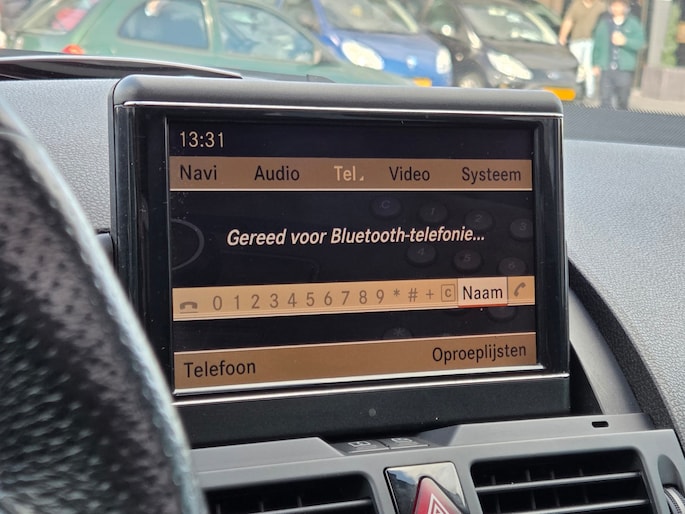 13:31
Navi Audio Tel Video Systeem
Gereed voor Bluetooth-telefonie...
0 1 2 3 4 5 6 7 8 9 * # + C Naam
Telefoon Oproeplijsten